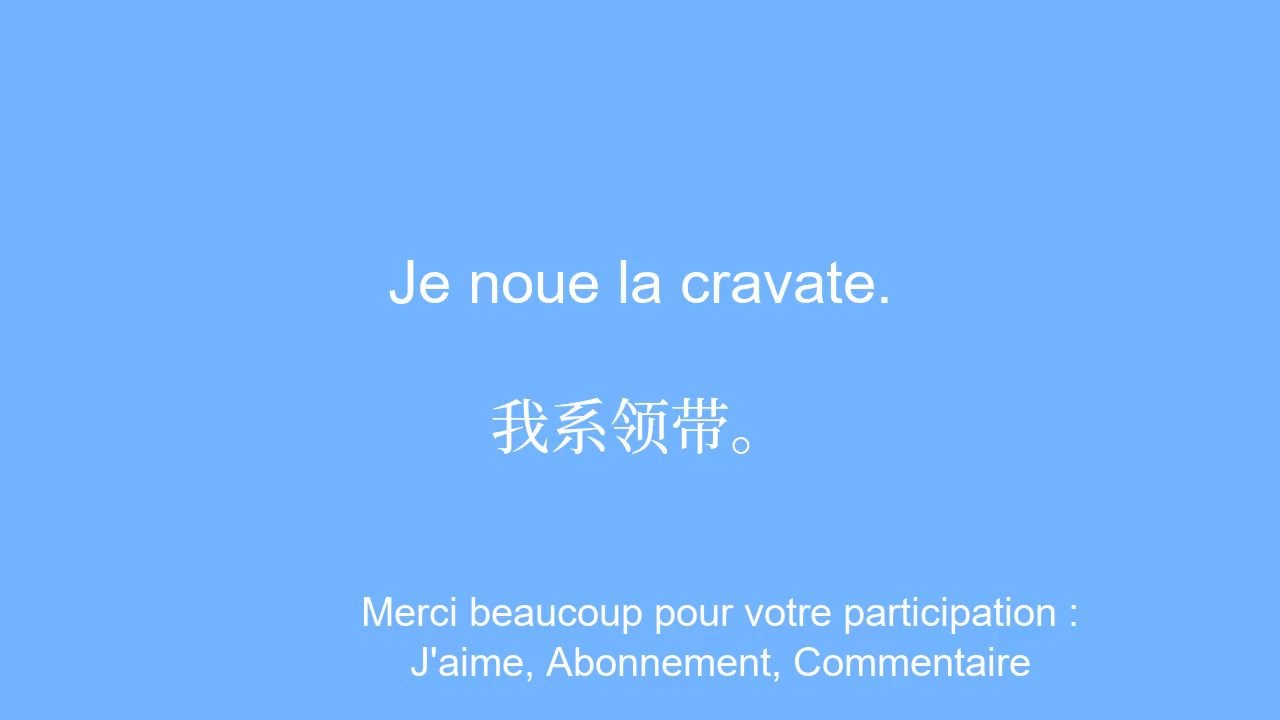 Je noue la cravate.
我系领带。
Merci beaucoup pour votre participation :
J'aime, Abonnement, Commentaire